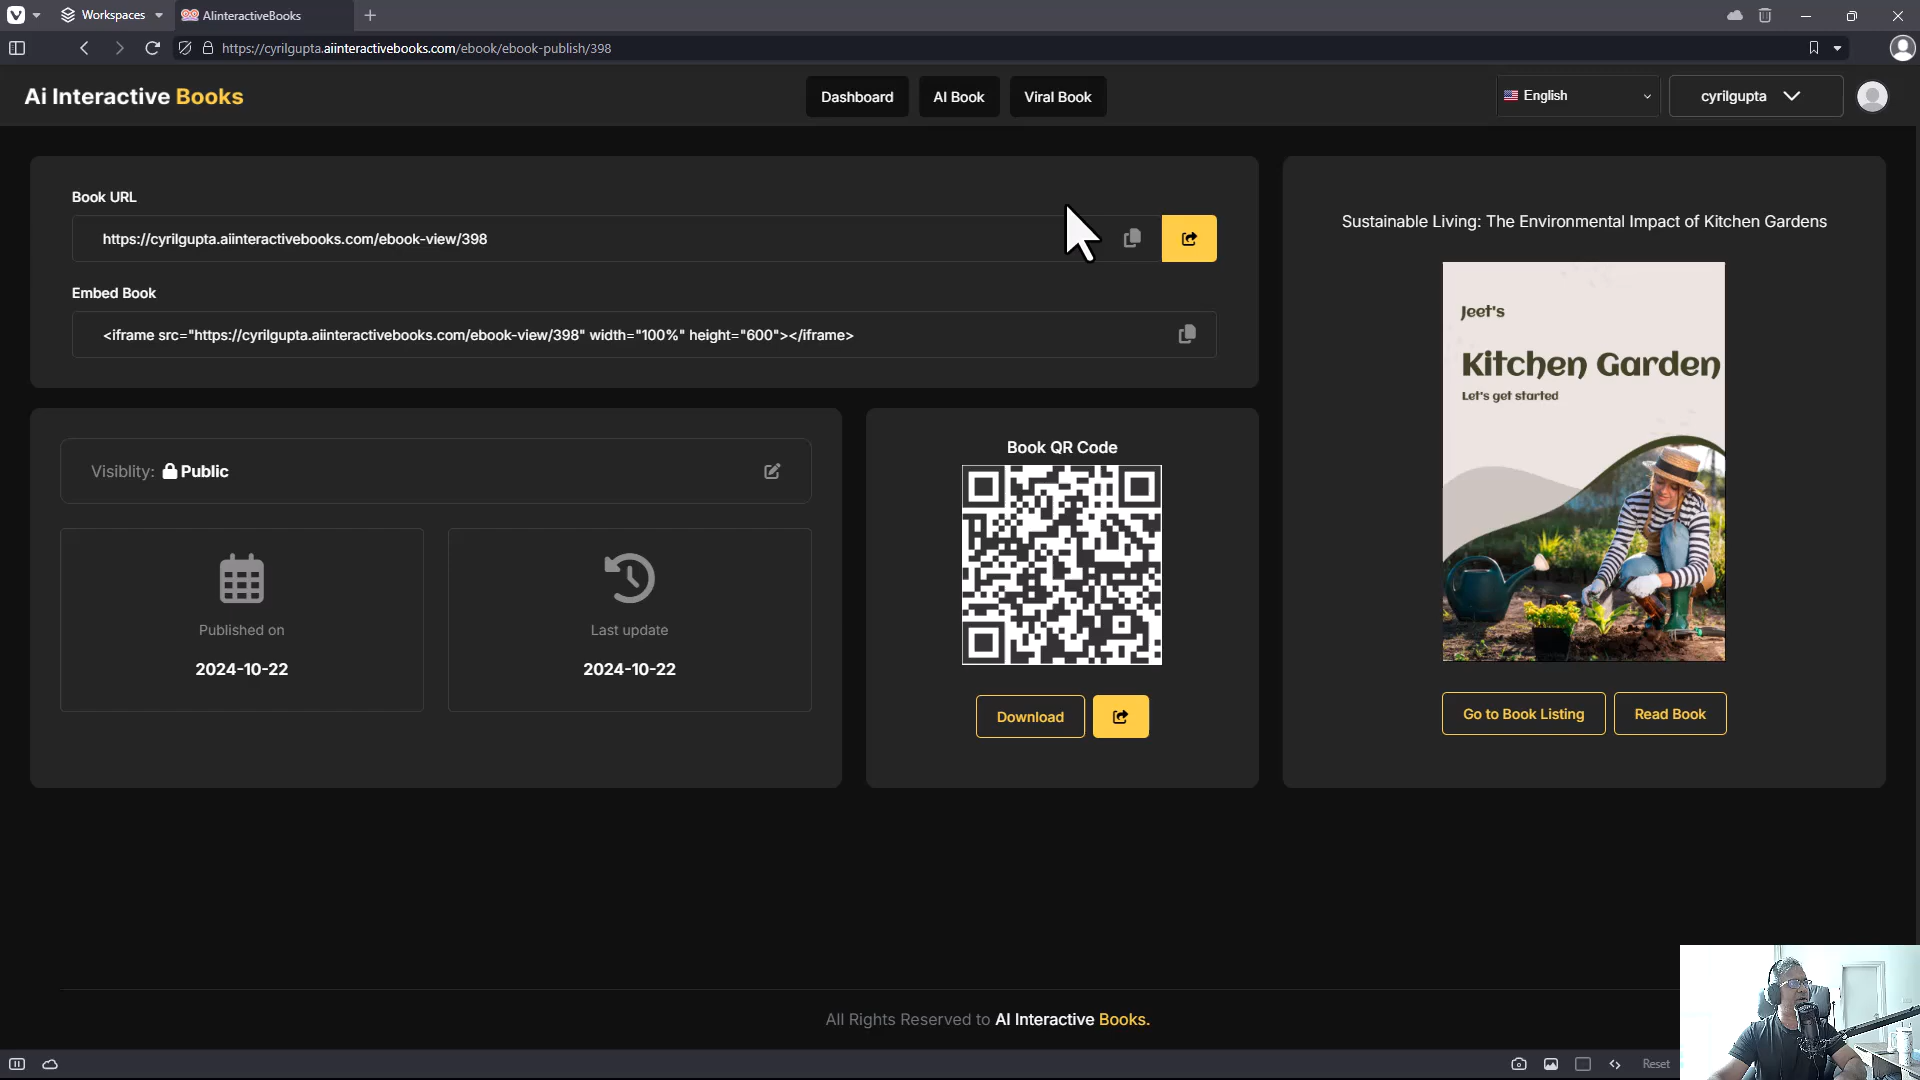 Workspaces
AIinteractiveBooks
https://cyrilgupta.aiinteractivebooks.com/ebook/ebook-publish/398
Ai Interactive Books
Dashboard
AI Book
Viral Book
English
cyrilgupta
Book URL
https://cyrilgupta.aiinteractivebooks.com/ebook-view/398
Embed Book
<iframe src="https://cyrilgupta.aiinteractivebooks.com/ebook-view/398" width="100%" height="600"></iframe>
Visiblity: Public
Published on
2024-10-22
Last update
2024-10-22
Book QR Code
Download
Sustainable Living: The Environmental Impact of Kitchen Gardens
Jeet's
Kitchen Garden
Let's get started
Go to Book Listing
Read Book
All Rights Reserved to AI Interactive Books.
Reset